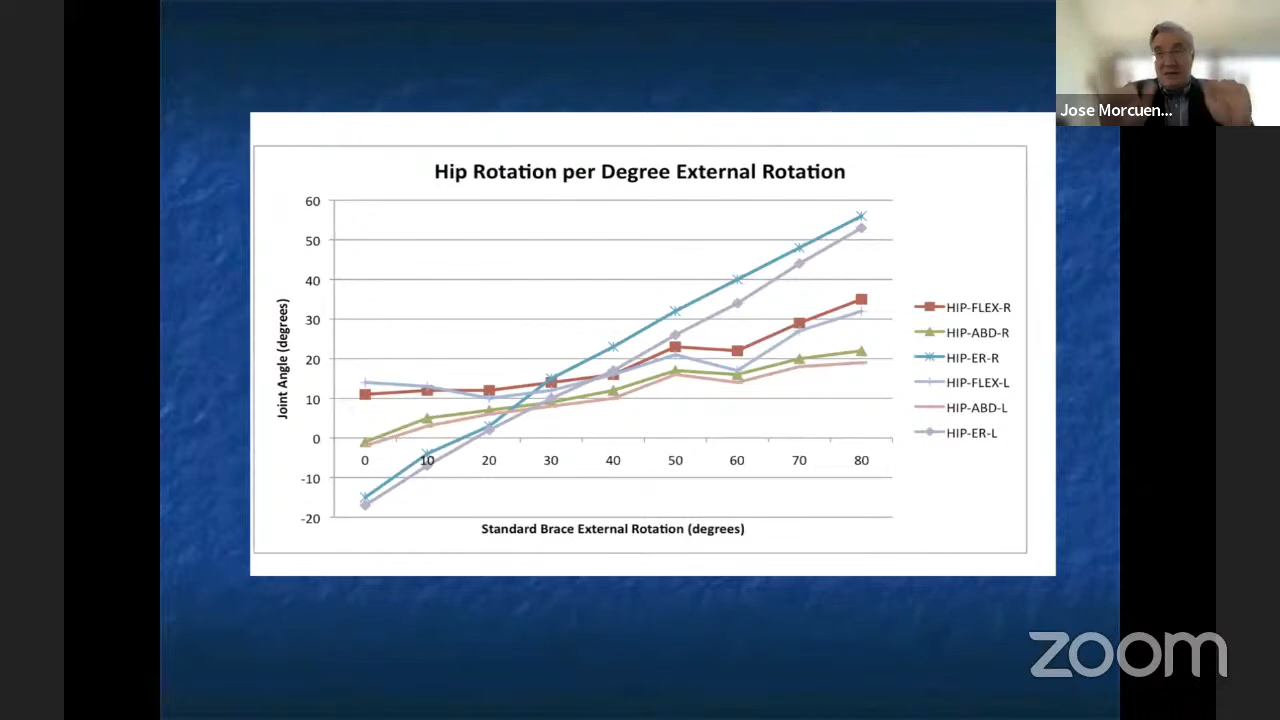 Jose Morcuen...
Hip Rotation per Degree External Rotation
60
50
40
30
20
10
0
-10
-20
Joint Angle (degrees)
0 10 20 30 40 50 60 70 80
Standard Brace External Rotation (degrees)
HIP-FLEX-R
HIP-ABD-R
HIP-ER-R
HIP-FLEX-L
HIP-ABD-L
HIP-ER-L
zoom